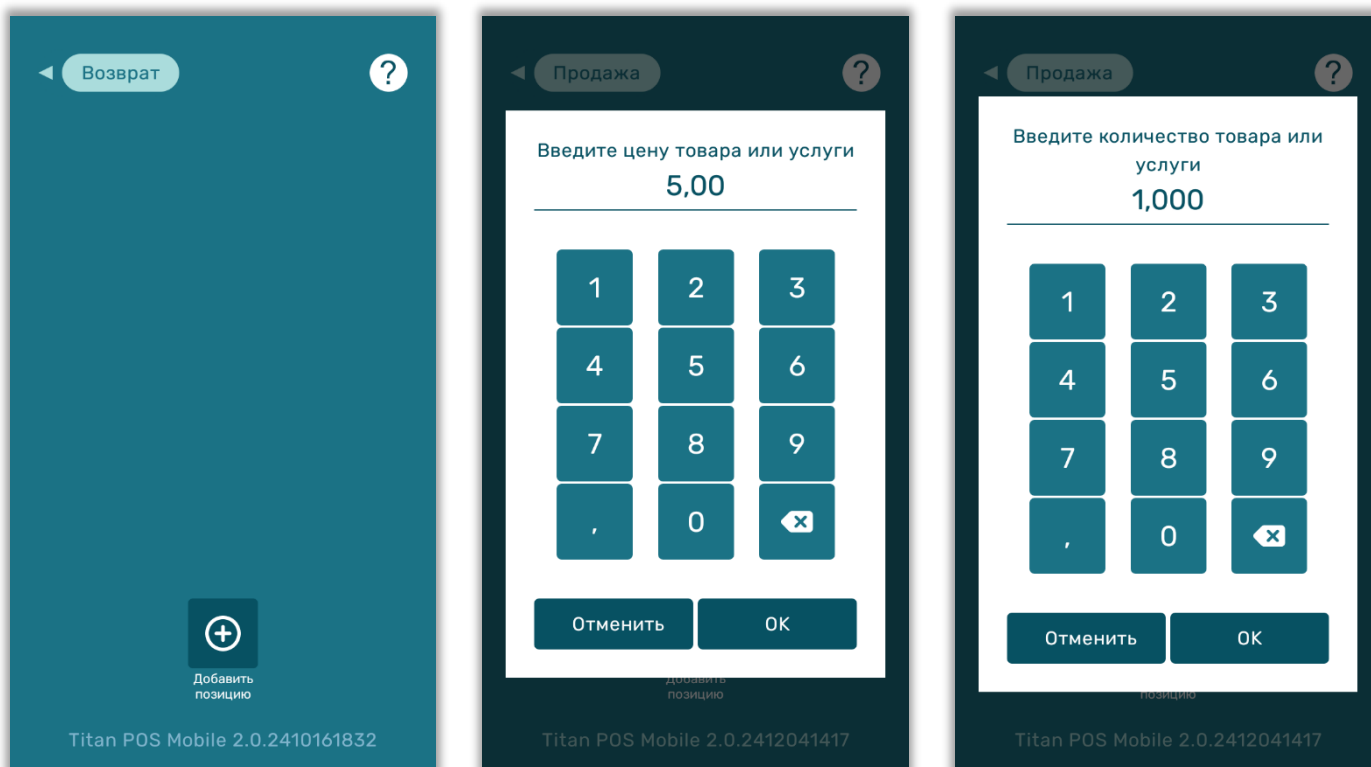 Возврат
?
Добавить
позицию
Titan POS Mobile 2.0.2410161832
Продажа
?
Введите цену товара или услуги
5,00
1 2 3
4 5 6
7 8 9
, 0
Отменить OK
Добавить
позицию
Titan POS Mobile 2.0.2412041417
Продажа
?
Введите количество товара или
услуги
1,000
1 2 3
4 5 6
7 8 9
, 0
Отменить OK
позицию
Titan POS Mobile 2.0.2412041417